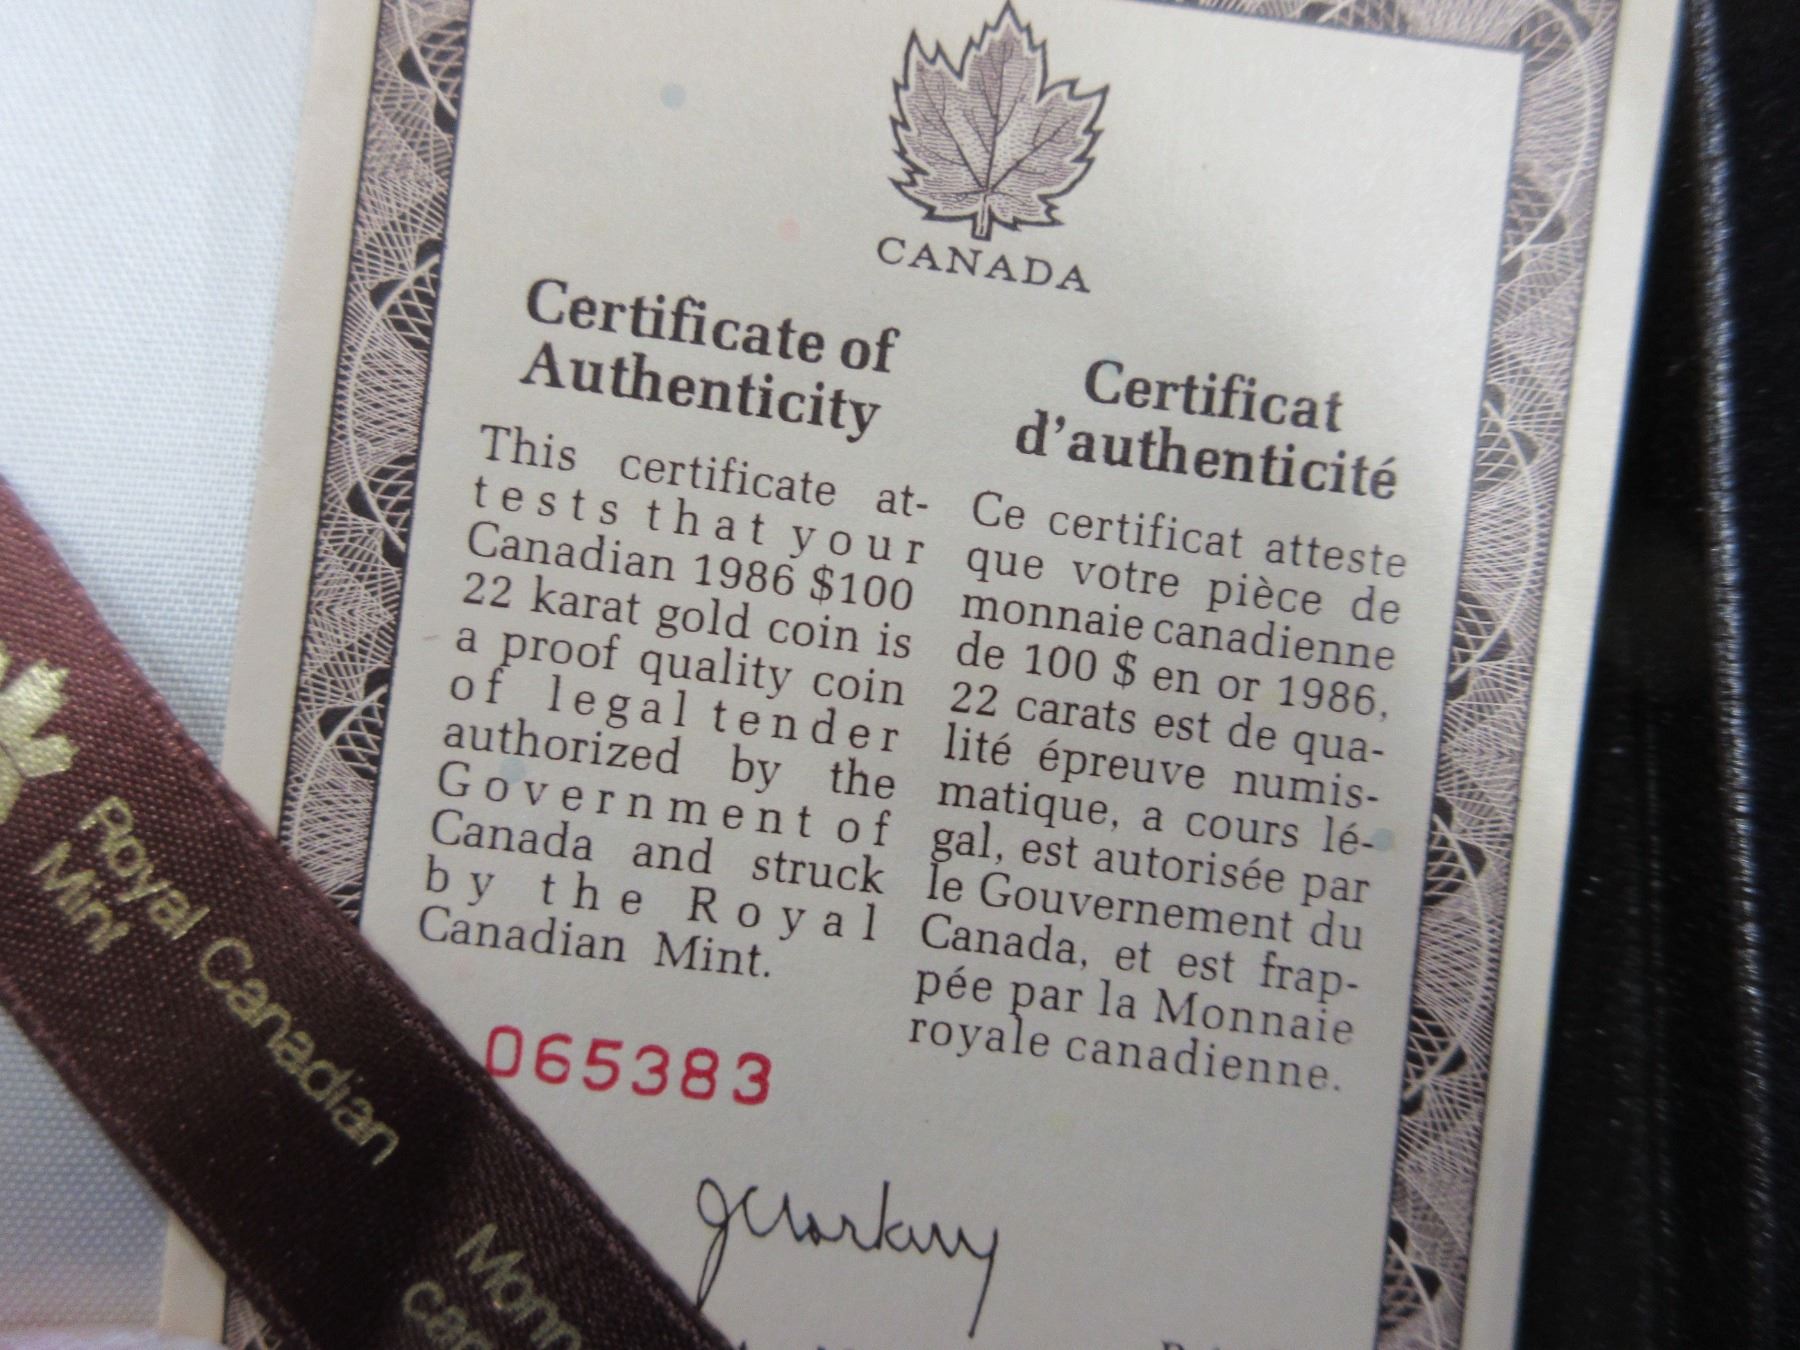 CANADA
Certificate of
Authenticity
This certificate at-
tests that your
Canadian 1986 $100
22 karat gold coin is
a proof quality coin
of legal tender
authorized by the
Government of
Canada and struck
by the Royal
Canadian Mint.
065383
Certificat
d'authenticité
Ce certificat atteste
que votre pièce de
monnaie canadienne
de 100 $ en or 1986,
22 carats est de qua-
lité épreuve numis-
matique, a cours lé-
gal, est autorisée par
le Gouvernement du
Canada, et est frap-
pée par la Monnaie
royale canadienne.
Royal Canadian
Mint